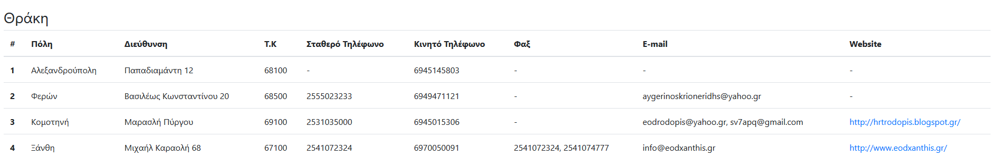 Θράκη
# Πόλη Διεύθυνση Τ.Κ Σταθερό Τηλέφωνο Κινητό Τηλέφωνο Φαξ E-mail Website
1 Αλεξανδρούπολη Παπαδιαμάντη 12 68100 - 6945145803 - - -
2 Φερών Βασιλέως Κωνσταντίνου 20 68500 2555023233 6949471121 - aygerinoskrioneridhs@yahoo.gr -
3 Κομοτηνή Μαρασλή Πύργου 69100 2531035000 6945015306 - eodrodopis@yahoo.gr, sv7apq@gmail.com http://hrtrodopis.blogspot.gr/
4 Ξάνθη Μιχαήλ Καραολή 68 67100 2541072324 6970050091 2541072324, 2541074777 info@eodxanthis.gr http://www.eodxanthis.gr/